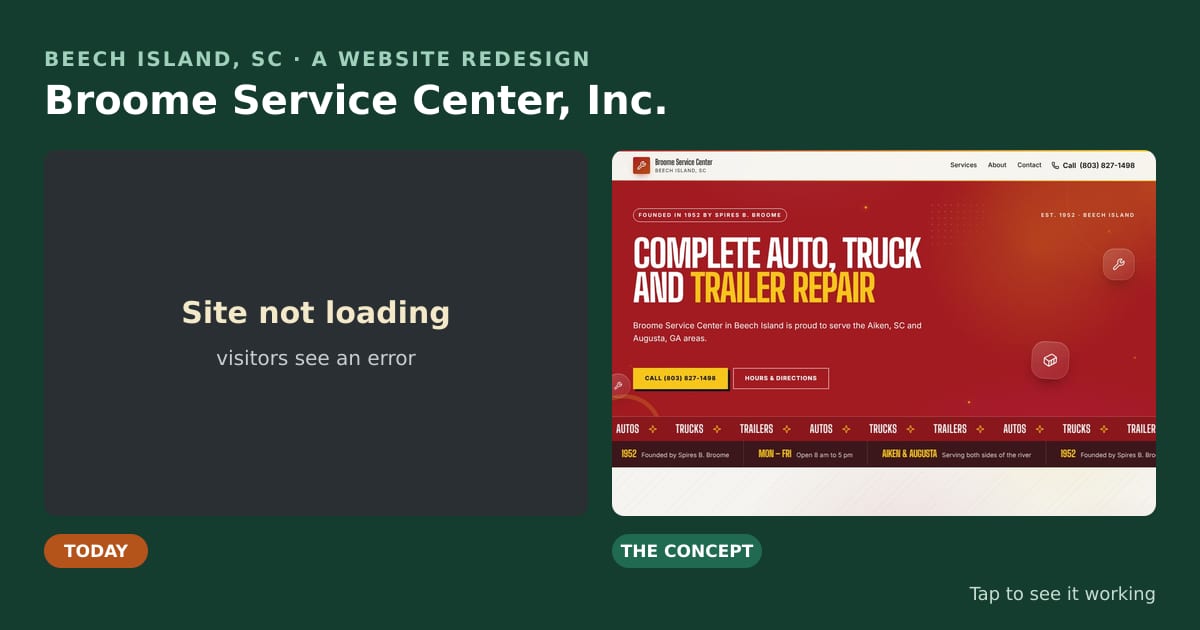 BEECH ISLAND, SC · A WEBSITE REDESIGN
Broome Service Center, Inc.
Site not loading
visitors see an error
TODAY
Broome Service Center
BEECH ISLAND, SC
Services About Contact Call (803) 827-1498
FOUNDED IN 1952 BY SPIRES B. BROOME
EST. 1952 · BEECH ISLAND
COMPLETE AUTO, TRUCK
AND TRAILER REPAIR
Broome Service Center in Beech Island is proud to serve the Aiken, SC and
Augusta, GA areas.
CALL (803) 827-1498
HOURS & DIRECTIONS
AUTOS TRUCKS TRAILERS AUTOS TRUCKS TRAILERS AUTOS TRUCKS TRAILER
1952 Founded by Spires B. Broome MON – FRI Open 8 am to 5 pm AIKEN & AUGUSTA Serving both sides of the river 1952 Founded by Spires B. Bro
THE CONCEPT
Tap to see it working